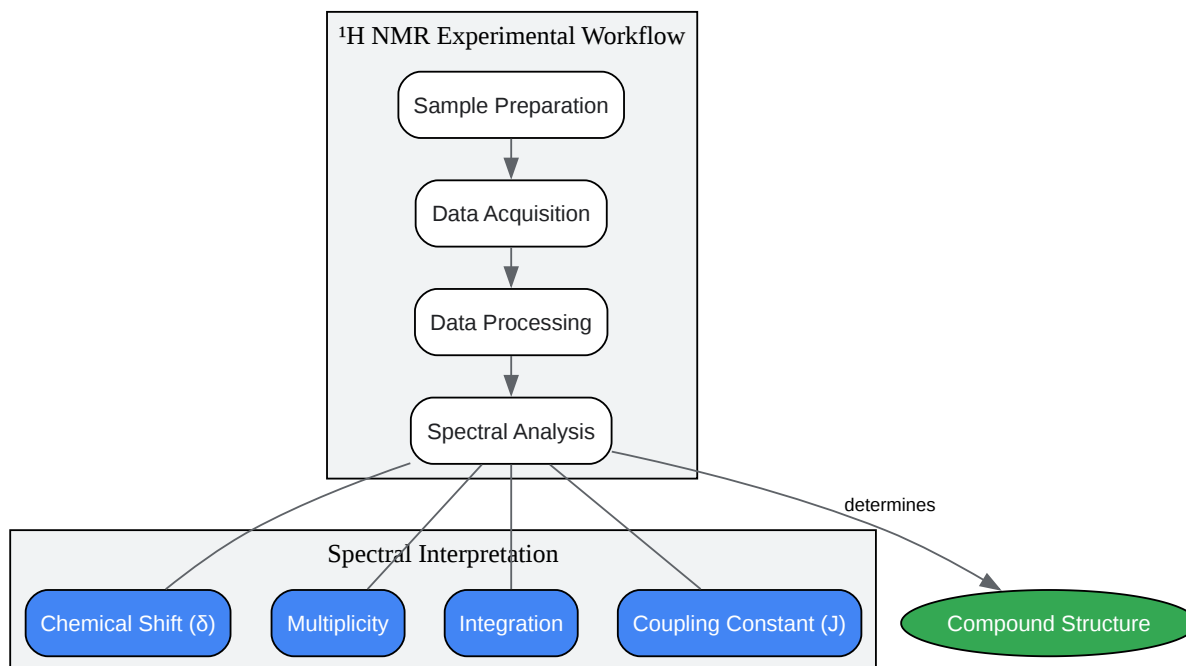 ¹H NMR Experimental Workflow
Sample Preparation
Data Acquisition
Data Processing
Spectral Analysis
determines
Spectral Interpretation
Chemical Shift (δ)
Multiplicity
Integration
Coupling Constant (J)
Compound Structure